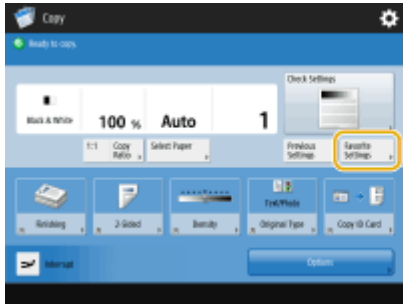 Copy
Ready to copy.
Check Settings
Black & White
100 %
Auto
1
1:1 Copy Ratio
Select Paper
Previous Settings
Favorite Settings
Finishing
2-Sided
Density
Text/Photo
Original Type
Copy ID Card
Interrupt
Options